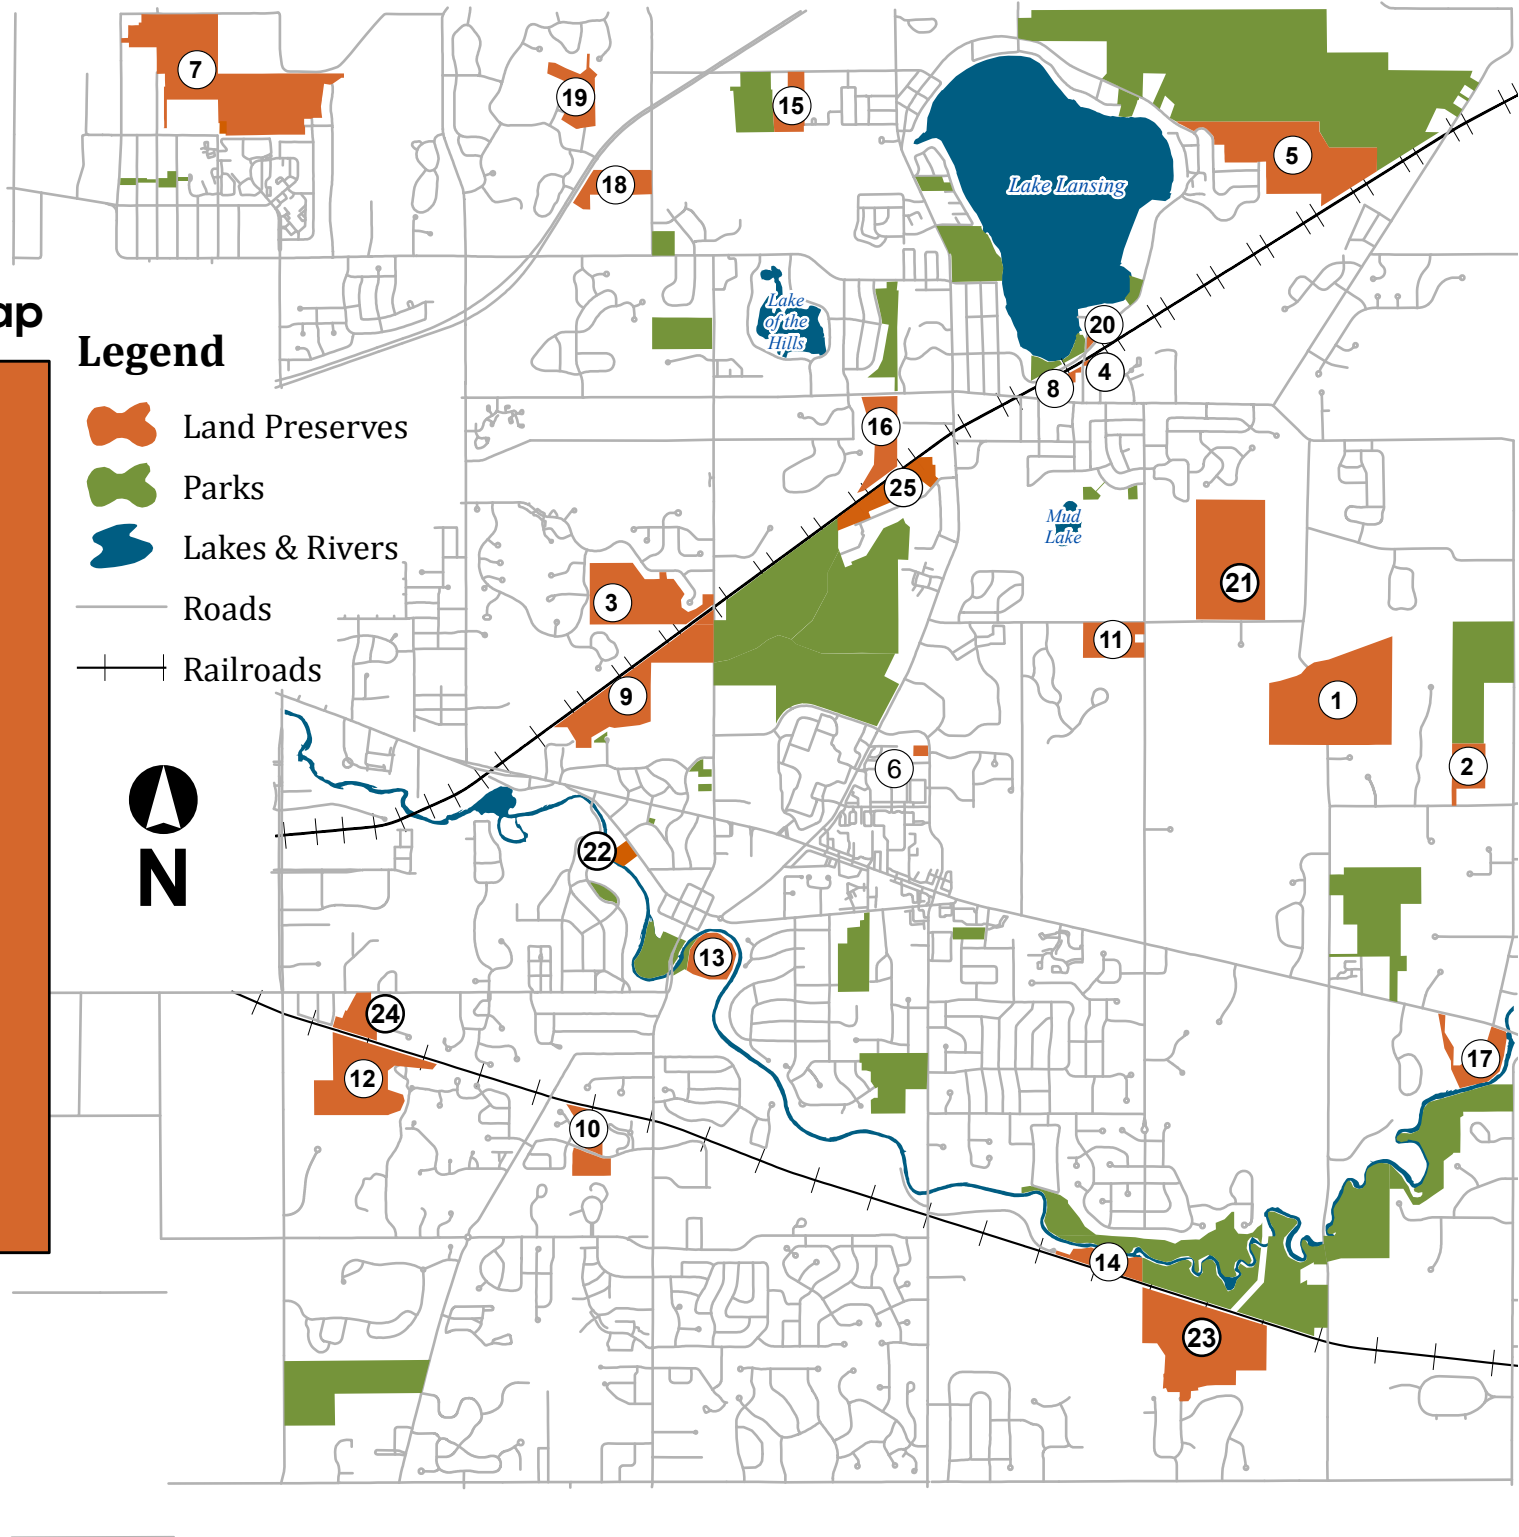 7
19
15
5
18
Lake Lansing
ap
Legend
Land Preserves
Parks
Lakes & Rivers
Roads
Railroads
N
Lake
of the
Hills
20
4
8
16
25
Mud
Lake
21
3
11
9
1
2
6
22
13
24
12
17
10
14
23